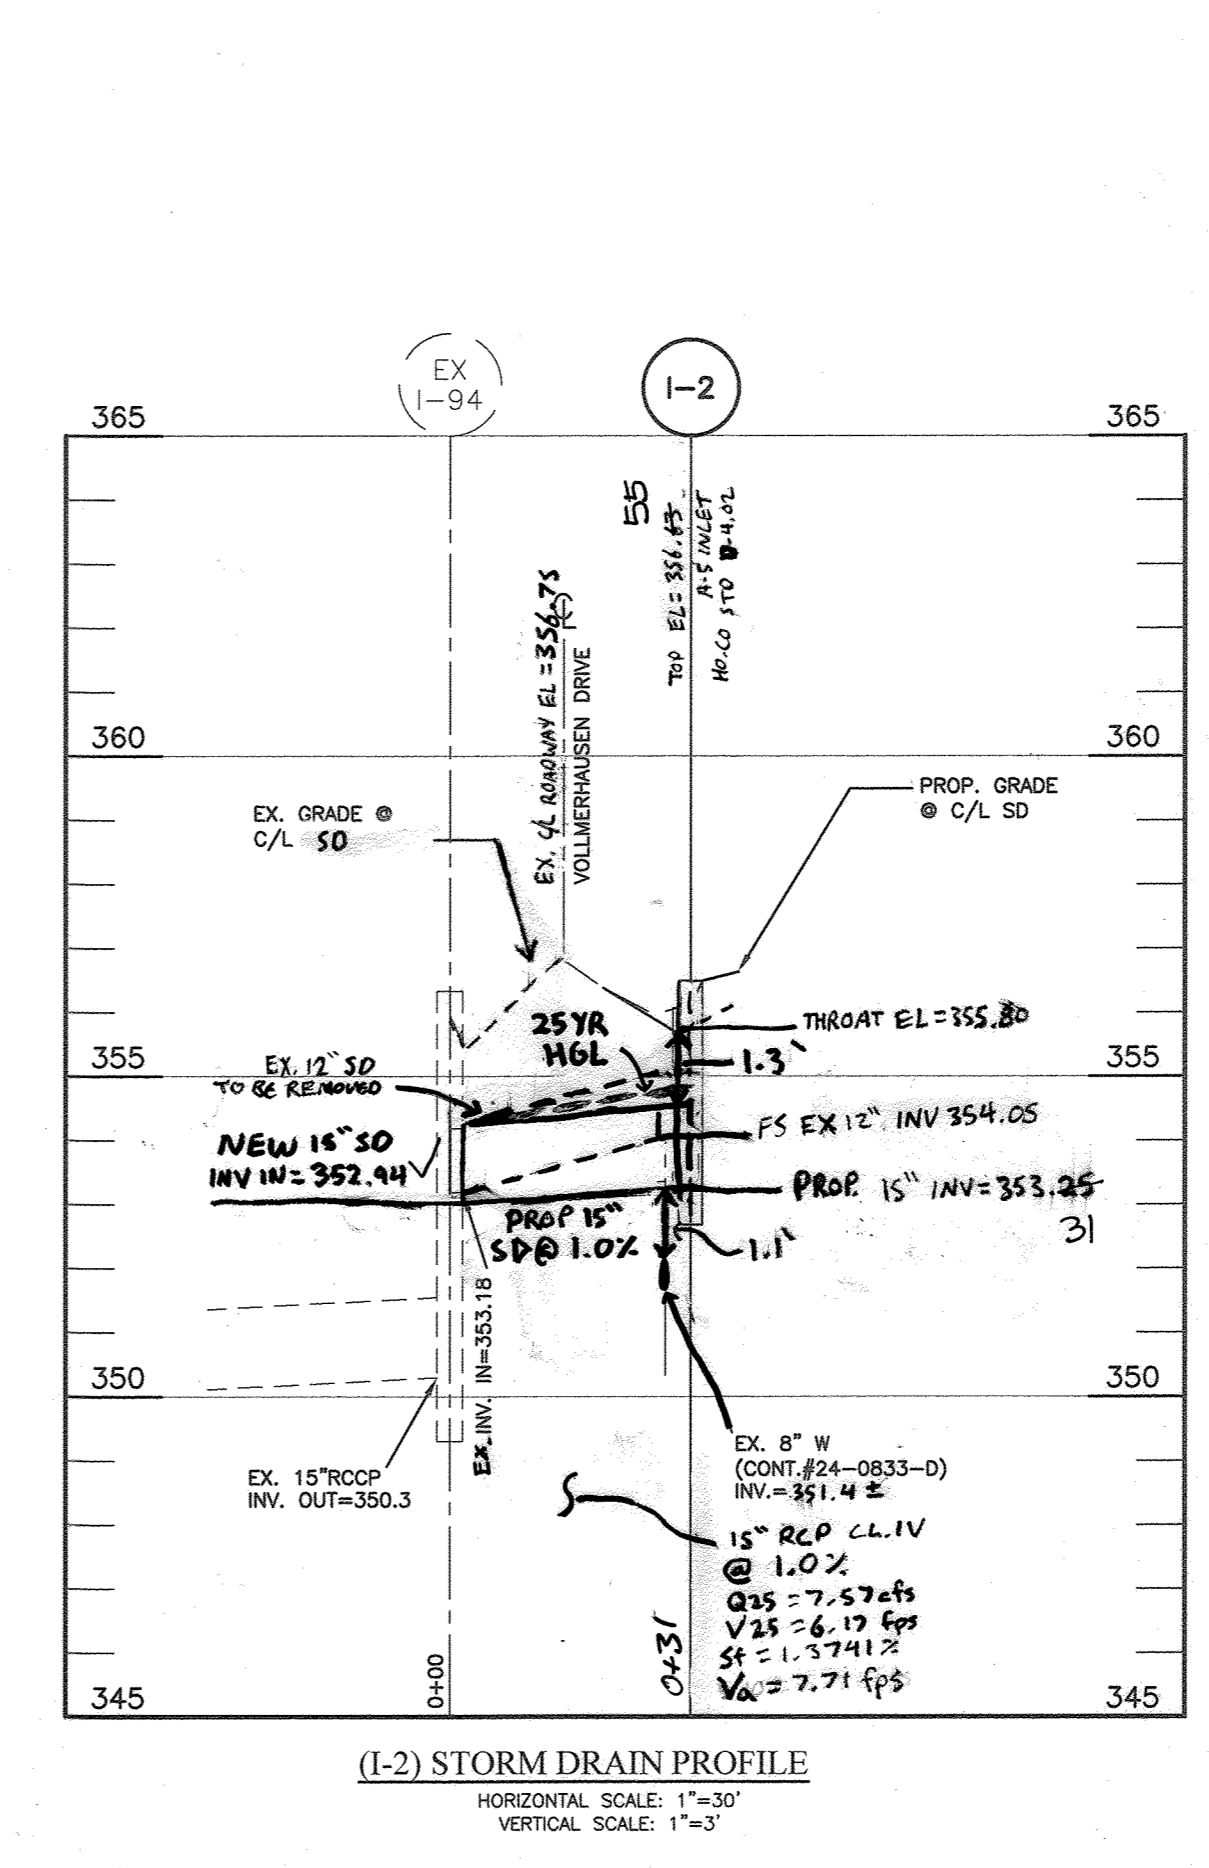 EX
I-94
I-2
365
365
55
TOP EL=356.63
A-5 INLET
HO.CO STD D-4.02
EX. C/L ROADWAY EL=356.75
VOLLMERHAUSEN DRIVE
360
360
EX. GRADE @
C/L SD
PROP. GRADE
@ C/L SD
THROAT EL=355.80
25 YR
HGL
1.3'
355
355
EX. 12" SD
TO BE REMOVED
FS EX 12" INV 354.05
NEW 15" SD
INV IN=352.94
PROP. 15" INV=353.25
31
PROP 15"
SD @ 1.0%
1.1'
EX. INV. IN=353.18
350
350
EX. 15"RCCP
INV. OUT=350.3
EX. 8" W
(CONT.#24-0833-D)
INV.=351.4 ±
15" RCP CL.IV
@ 1.0%
Q25 = 7.57cfs
V25 = 6.17 fps
Sf = 1.3741%
Va = 7.71 fps
0+00
0+31
345
345
(I-2) STORM DRAIN PROFILE
HORIZONTAL SCALE: 1"=30'
VERTICAL SCALE: 1"=3'